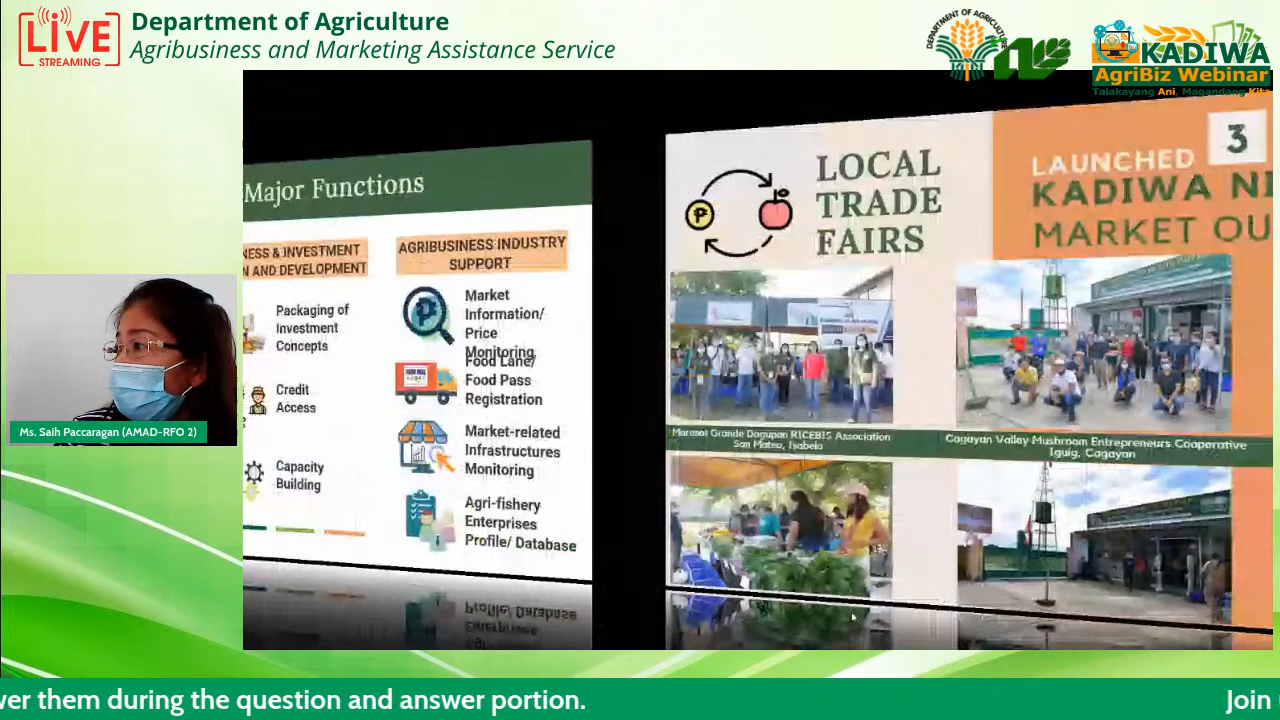 LIVE
STREAMING
Department of Agriculture
Agribusiness and Marketing Assistance Service
DEPARTMENT OF AGRICULTURE
KADIWA
AgriBiz Webinar
Talakayang Ani, Magandang Kita
Major Functions
NESS & INVESTMENT
N AND DEVELOPMENT
Packaging of
Investment
Concepts
Credit
Access
Capacity
Building
AGRIBUSINESS INDUSTRY
SUPPORT
Market
Information/
Price
Monitoring
Food Lane/
Food Pass
Registration
Market-related
Infrastructures
Monitoring
Agri-fishery
Enterprises
Profile/ Database
LOCAL
TRADE
FAIRS
3
LAUNCHED
KADIWA NI
MARKET OU
Marasat Grande Dagupan RICEBIS Association
San Mateo, Isabela
Cagayan Valley Mushroom Entrepreneurs Cooperative
Iguig, Cagayan
Ms. Saih Paccaragan (AMAD-RFO 2)
wer them during the question and answer portion.
Join